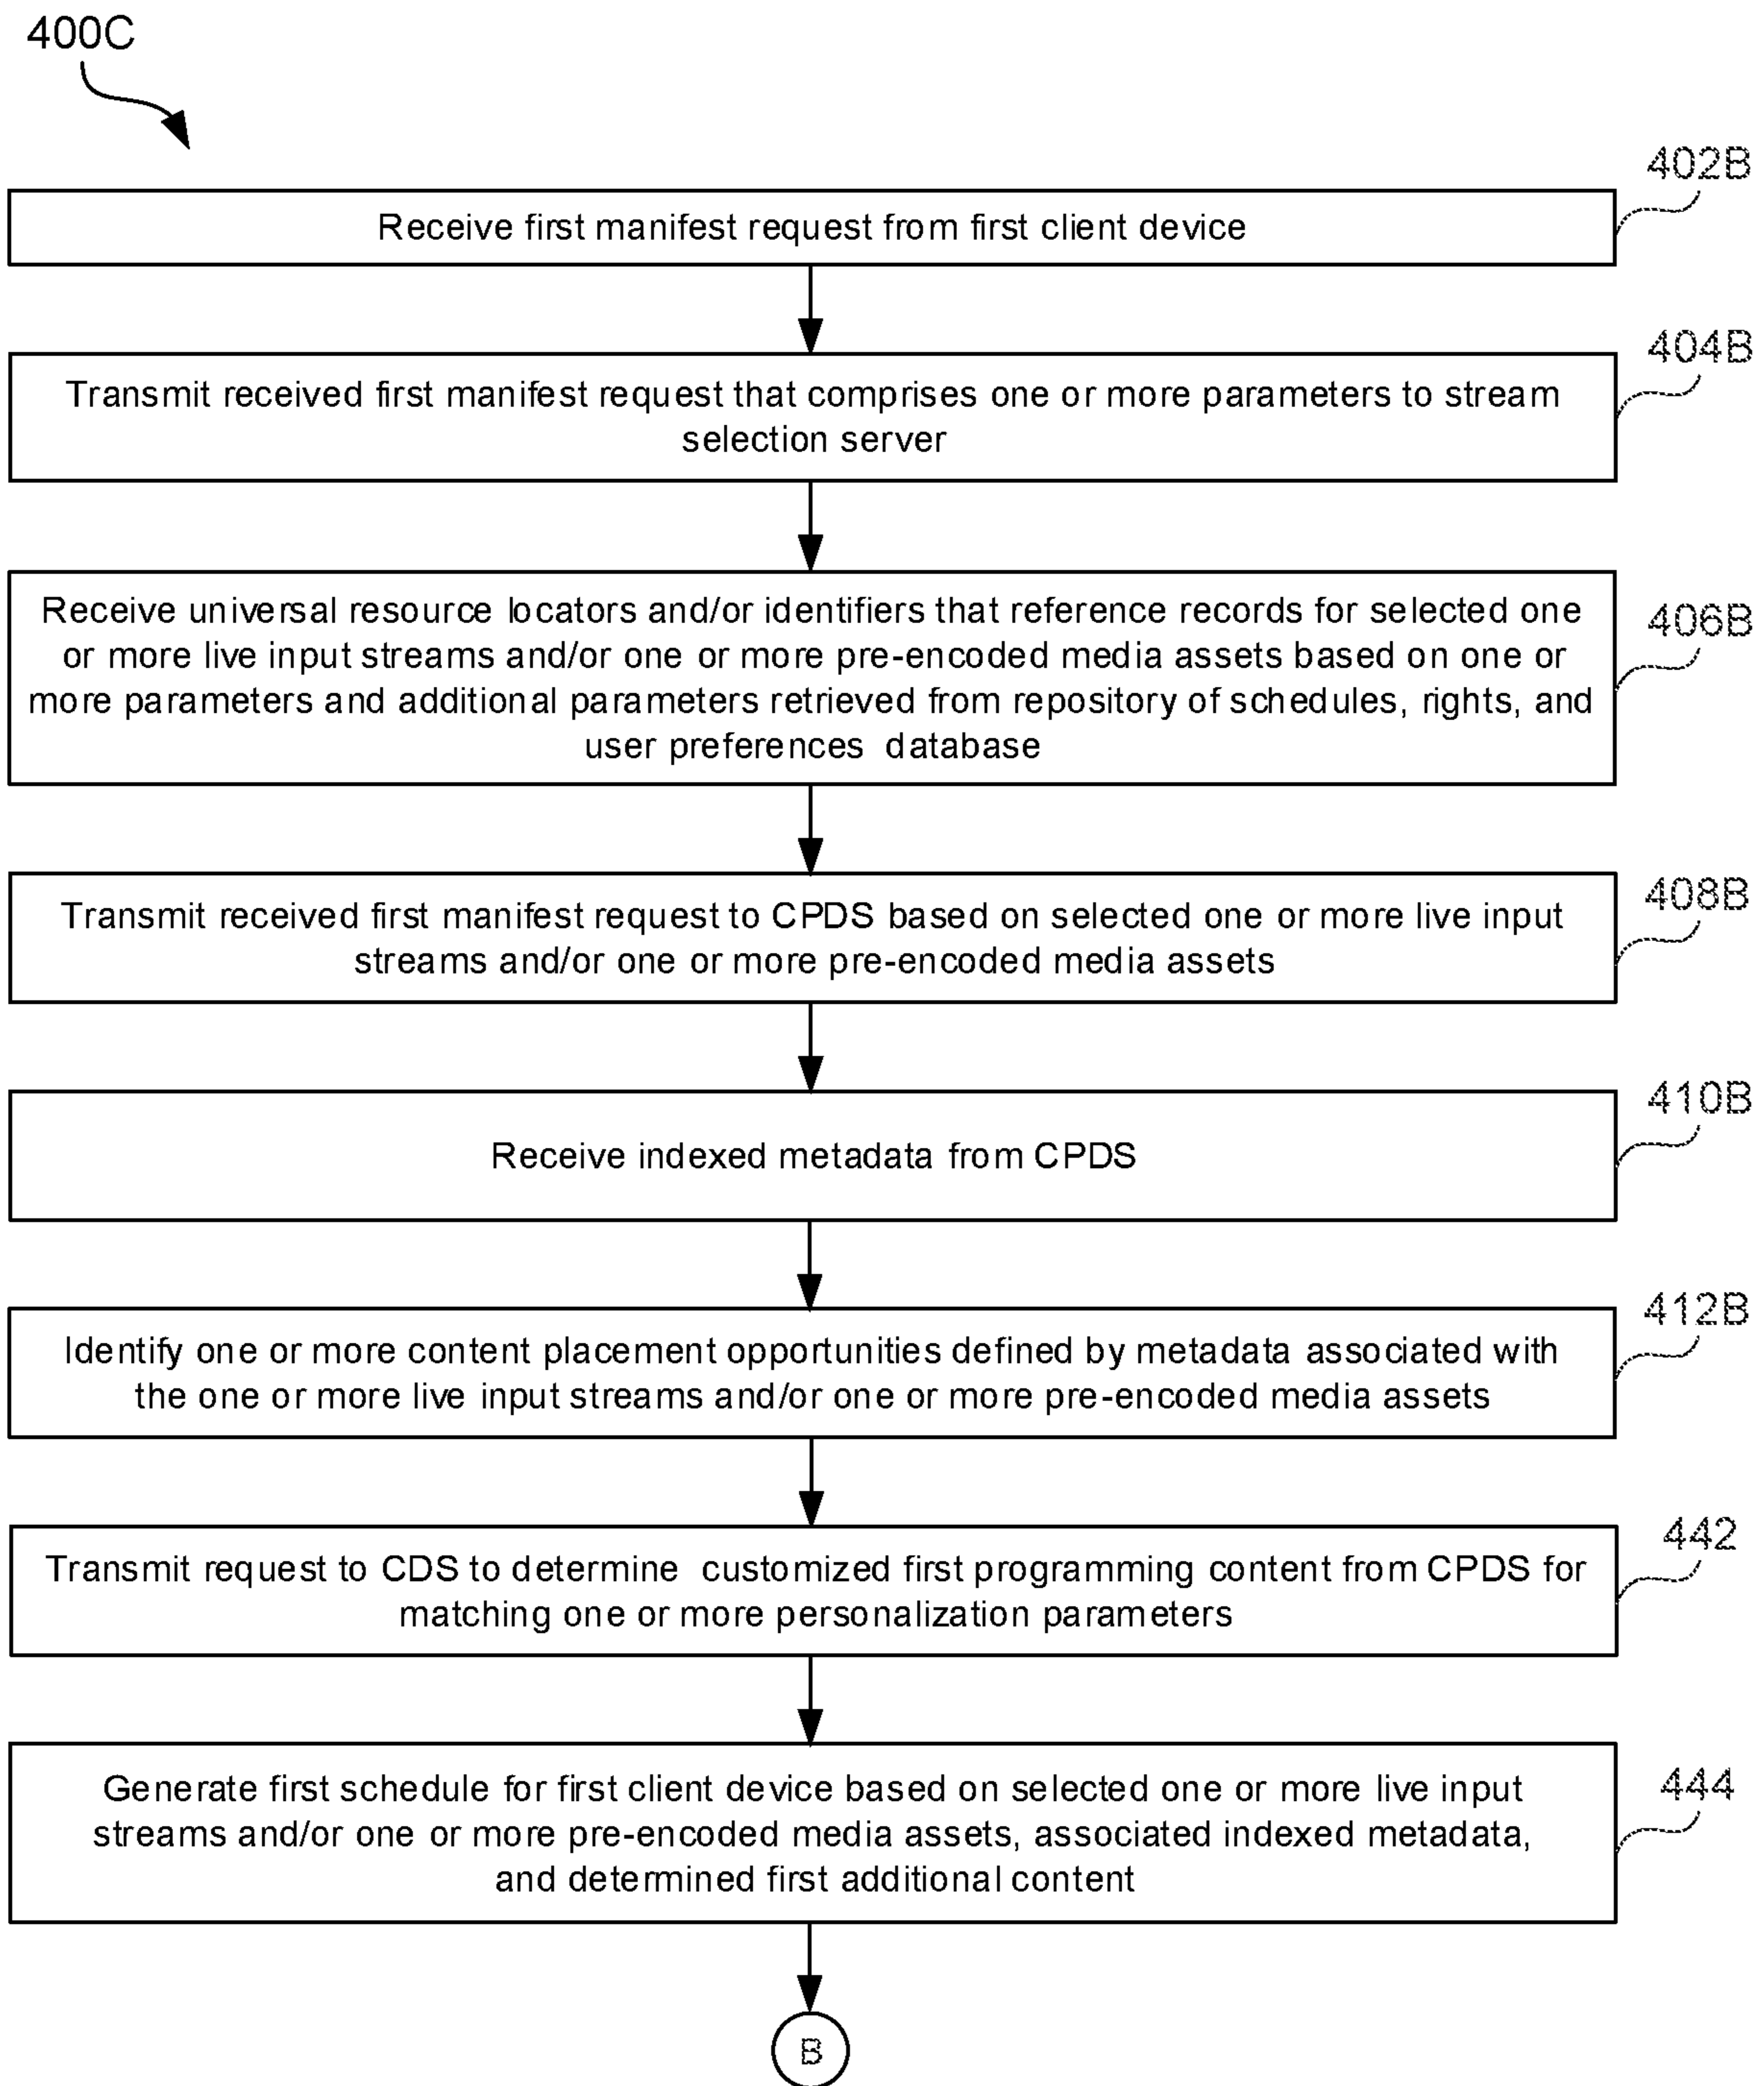 400C
402B
Receive first manifest request from first client device
404B
Transmit received first manifest request that comprises one or more parameters to stream
selection server
406B
Receive universal resource locators and/or identifiers that reference records for selected one
or more live input streams and/or one or more pre-encoded media assets based on one or
more parameters and additional parameters retrieved from repository of schedules, rights, and
user preferences database
408B
Transmit received first manifest request to CPDS based on selected one or more live input
streams and/or one or more pre-encoded media assets
410B
Receive indexed metadata from CPDS
412B
Identify one or more content placement opportunities defined by metadata associated with
the one or more live input streams and/or one or more pre-encoded media assets
442
Transmit request to CDS to determine customized first programming content from CPDS for
matching one or more personalization parameters
444
Generate first schedule for first client device based on selected one or more live input
streams and/or one or more pre-encoded media assets, associated indexed metadata,
and determined first additional content
B